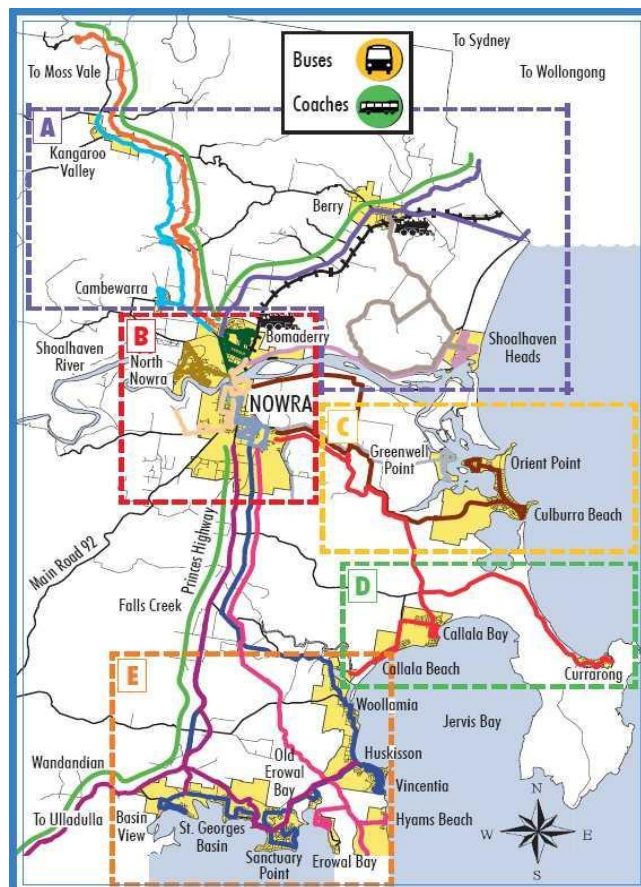 To Sydney
To Wollongong
To Moss Vale
Buses
Coaches
A
Kangaroo
Valley
Berry
Cambewarra
B
Bomaderry
Shoalhaven
River
North
Nowra
NOWRA
Shoalhaven
Heads
C
Greenwell
Point
Orient Point
Culburra Beach
Main Road 92
Princes Highway
Falls Creek
D
Callala Bay
Callala Beach
Currarong
E
Woollamia
Jervis Bay
Huskisson
Wandandian
Old
Erowal
Bay
Vincentia
To Ulladulla
Basin
View
St. Georges
Basin
Sanctuary
Point
Hyams Beach
Erowal Bay
N
W
E
S